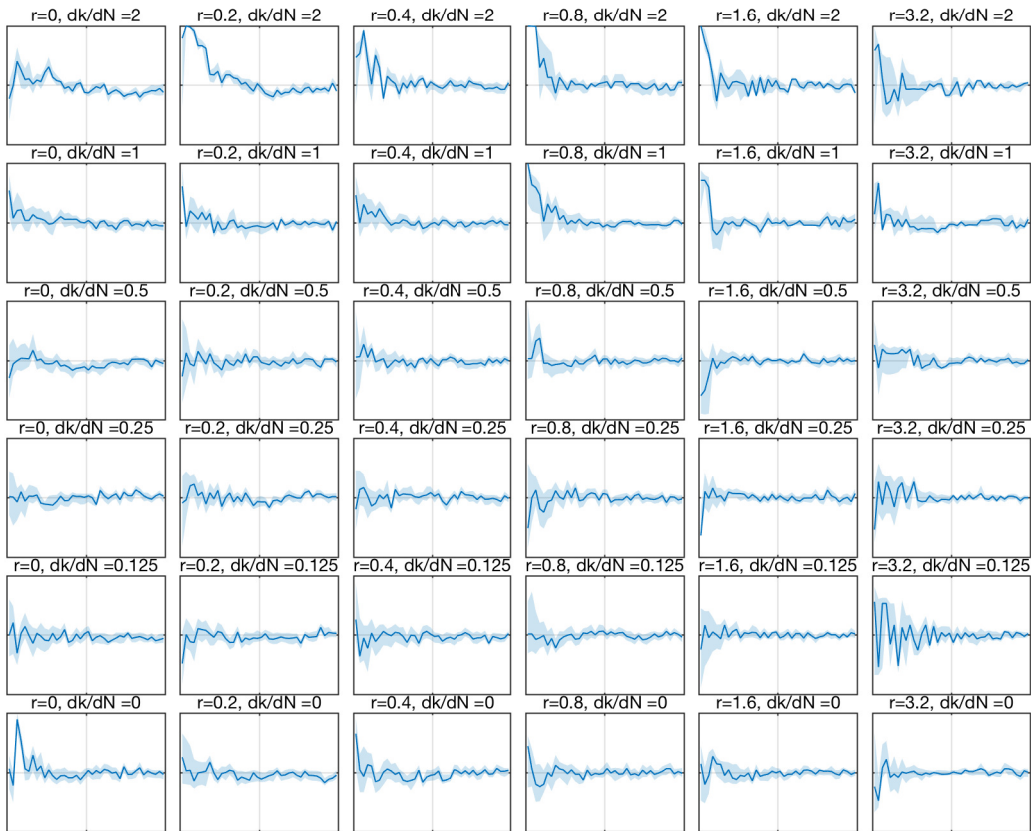 r=0, dk/dN =2
r=0.2, dk/dN =2
r=0.4, dk/dN =2
r=0.8, dk/dN =2
r=1.6, dk/dN =2
r=3.2, dk/dN =2
r=0, dk/dN =1
r=0.2, dk/dN =1
r=0.4, dk/dN =1
r=0.8, dk/dN =1
r=1.6, dk/dN =1
r=3.2, dk/dN =1
r=0, dk/dN =0.5
r=0.2, dk/dN =0.5
r=0.4, dk/dN =0.5
r=0.8, dk/dN =0.5
r=1.6, dk/dN =0.5
r=3.2, dk/dN =0.5
r=0, dk/dN =0.25
r=0.2, dk/dN =0.25
r=0.4, dk/dN =0.25
r=0.8, dk/dN =0.25
r=1.6, dk/dN =0.25
r=3.2, dk/dN =0.25
r=0, dk/dN =0.125
r=0.2, dk/dN =0.125
r=0.4, dk/dN =0.125
r=0.8, dk/dN =0.125
r=1.6, dk/dN =0.125
r=3.2, dk/dN =0.125
r=0, dk/dN =0
r=0.2, dk/dN =0
r=0.4, dk/dN =0
r=0.8, dk/dN =0
r=1.6, dk/dN =0
r=3.2, dk/dN =0